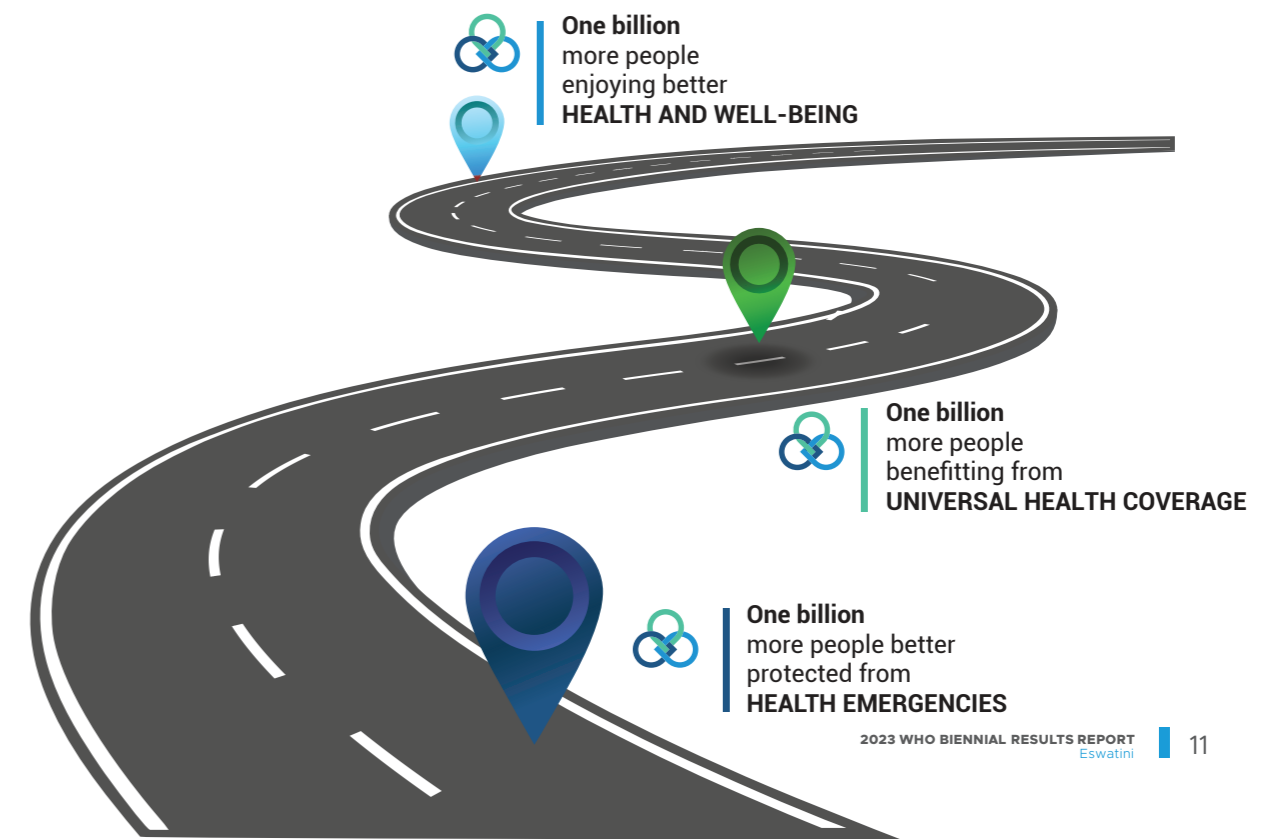 One billion
more people
enjoying better
HEALTH AND WELL-BEING
One billion
more people
benefitting from
UNIVERSAL HEALTH COVERAGE
One billion
more people better
protected from
HEALTH EMERGENCIES
2023 WHO BIENNIAL RESULTS REPORT
Eswatini
11